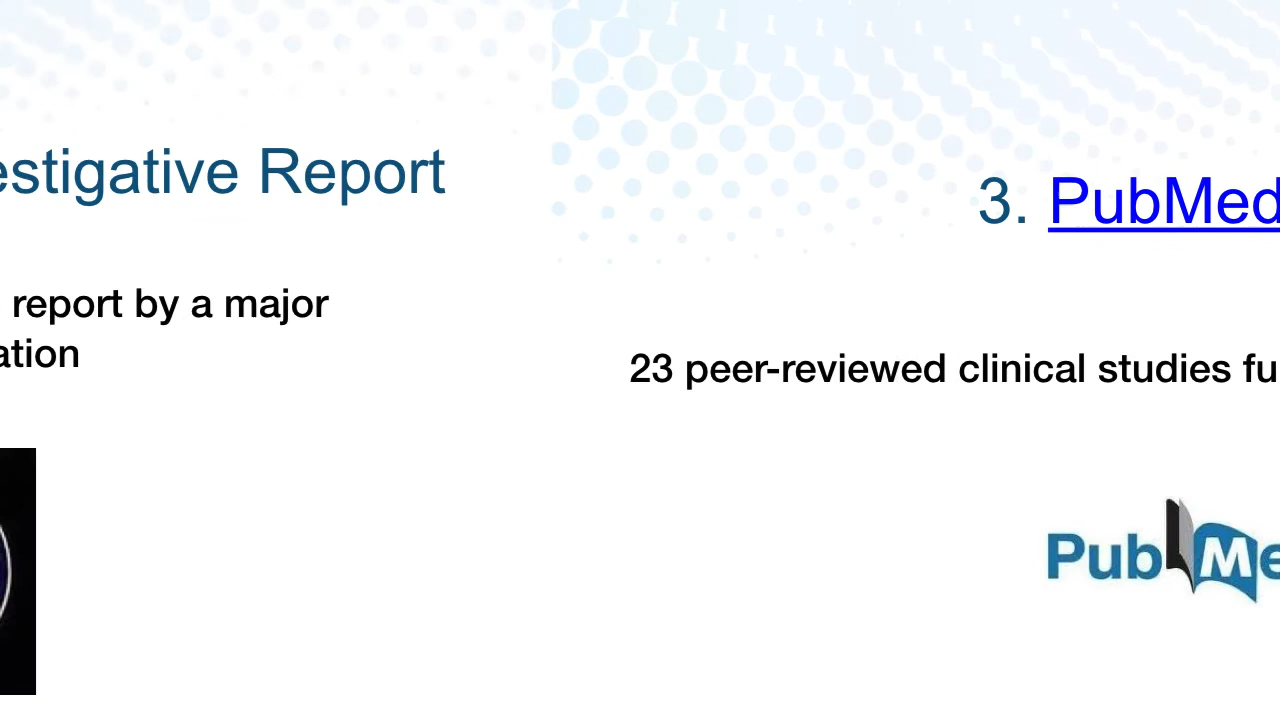 estigative Report
report by a major
ation
3. PubMed
23 peer-reviewed clinical studies fu
PubMe